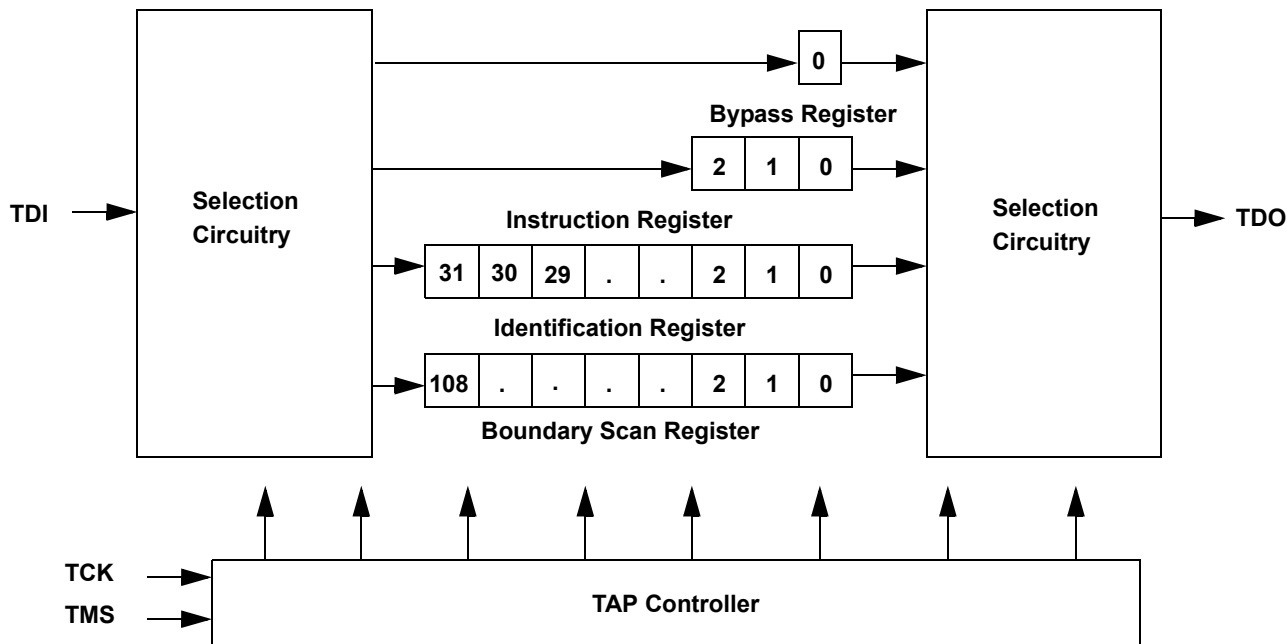 0
Bypass Register
2 1 0
Selection
Circuitry
Selection
Circuitry
TDI
TDO
Instruction Register
31 30 29 . . 2 1 0
Identification Register
108 . . . . 2 1 0
Boundary Scan Register
TCK
TMS
TAP Controller